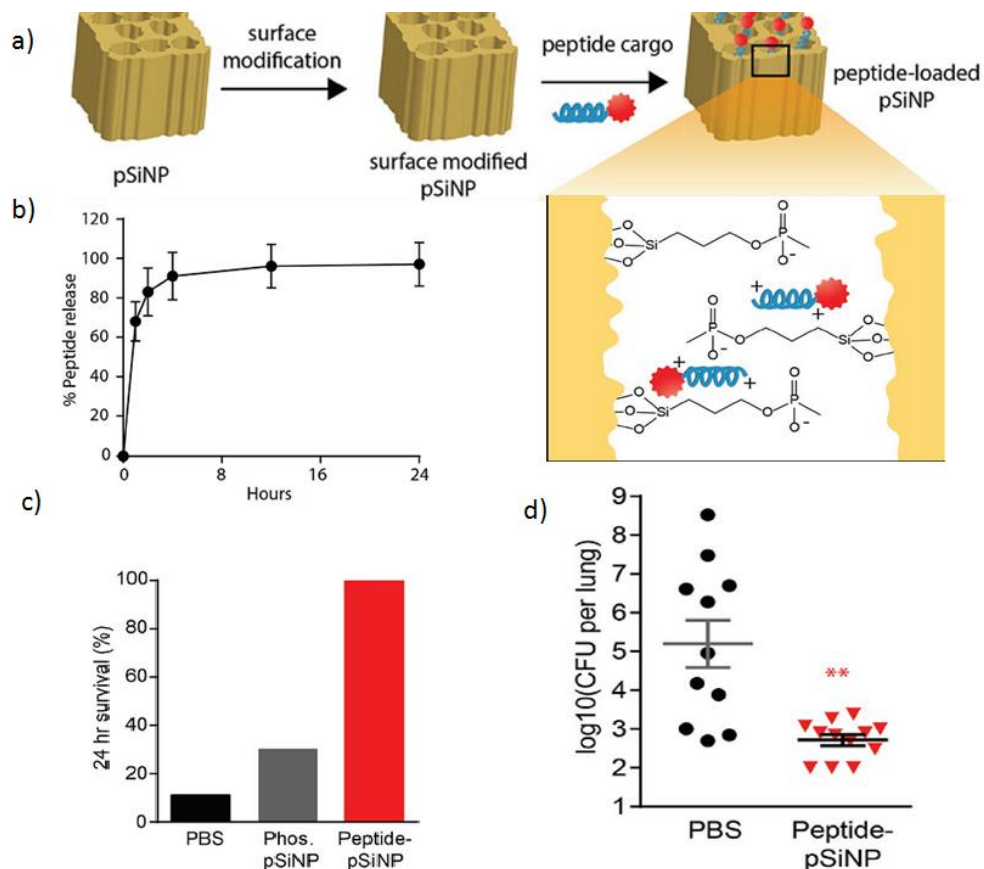 a)
surface
modification
peptide cargo
pSiNP
surface modified
pSiNP
peptide-loaded
pSiNP
b)
% Peptide release
120
100
80
60
40
20
0
0 8 16 24
Hours
O
O Si O P
O O-
+
+
O
P O Si O
O- O
+
+
O
O Si O P
O O-
c)
24 hr survival (%)
100
80
60
40
20
0
PBS
Phos.
pSiNP
Peptide-
pSiNP
d)
log10(CFU per lung)
9
8
7
6
5
4
3
2
1
**
PBS
Peptide-
pSiNP